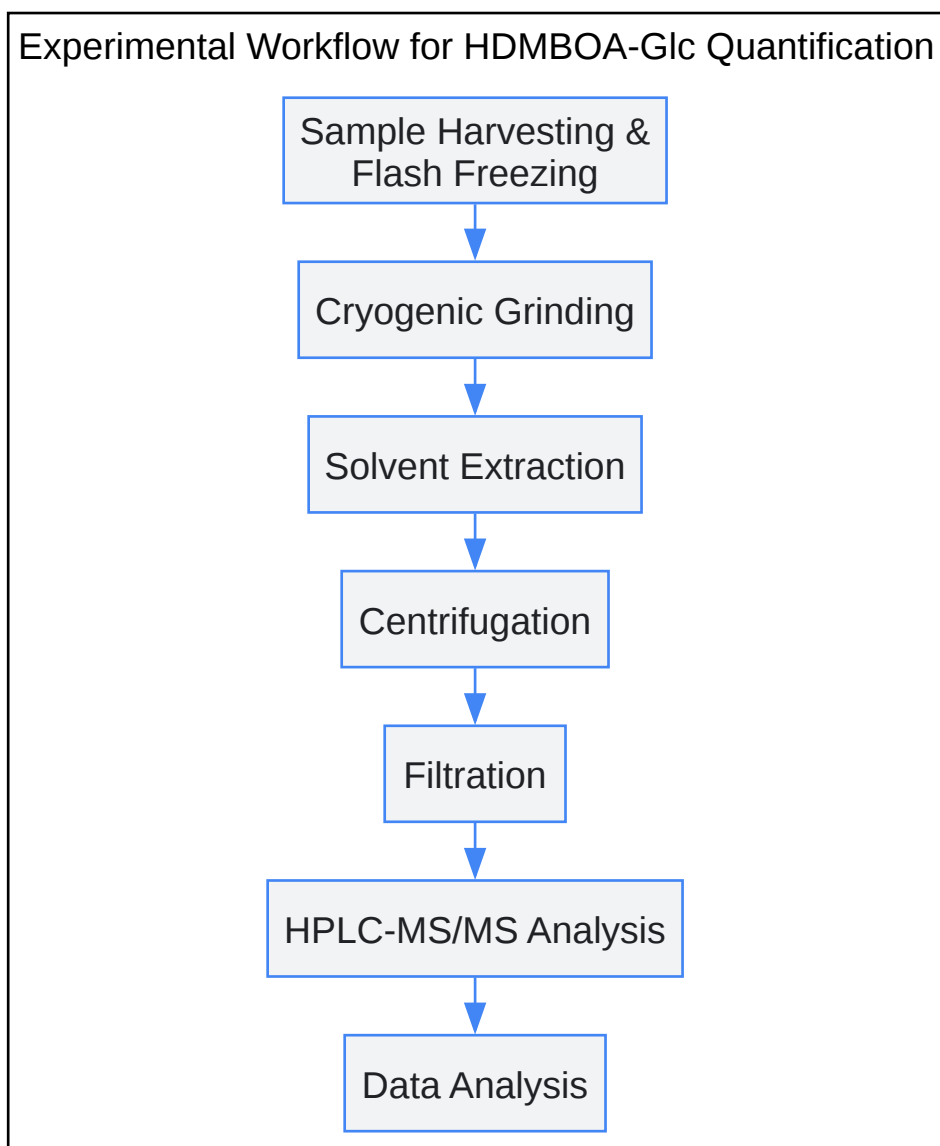 Experimental Workflow for HDMBOA-Glc Quantification
Sample Harvesting &
Flash Freezing
Cryogenic Grinding
Solvent Extraction
Centrifugation
Filtration
HPLC-MS/MS Analysis
Data Analysis